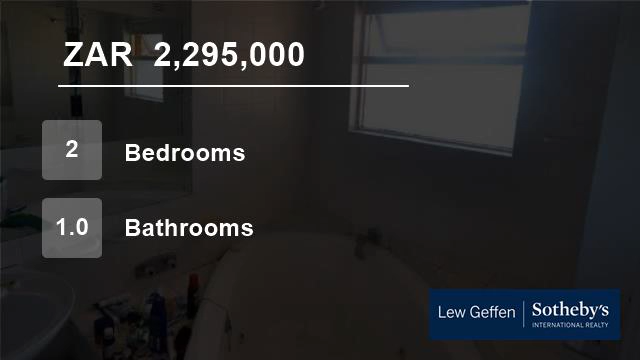 ZAR 2,295,000
2 Bedrooms
1.0 Bathrooms
Lew Geffen Sotheby's
INTERNATIONAL REALTY